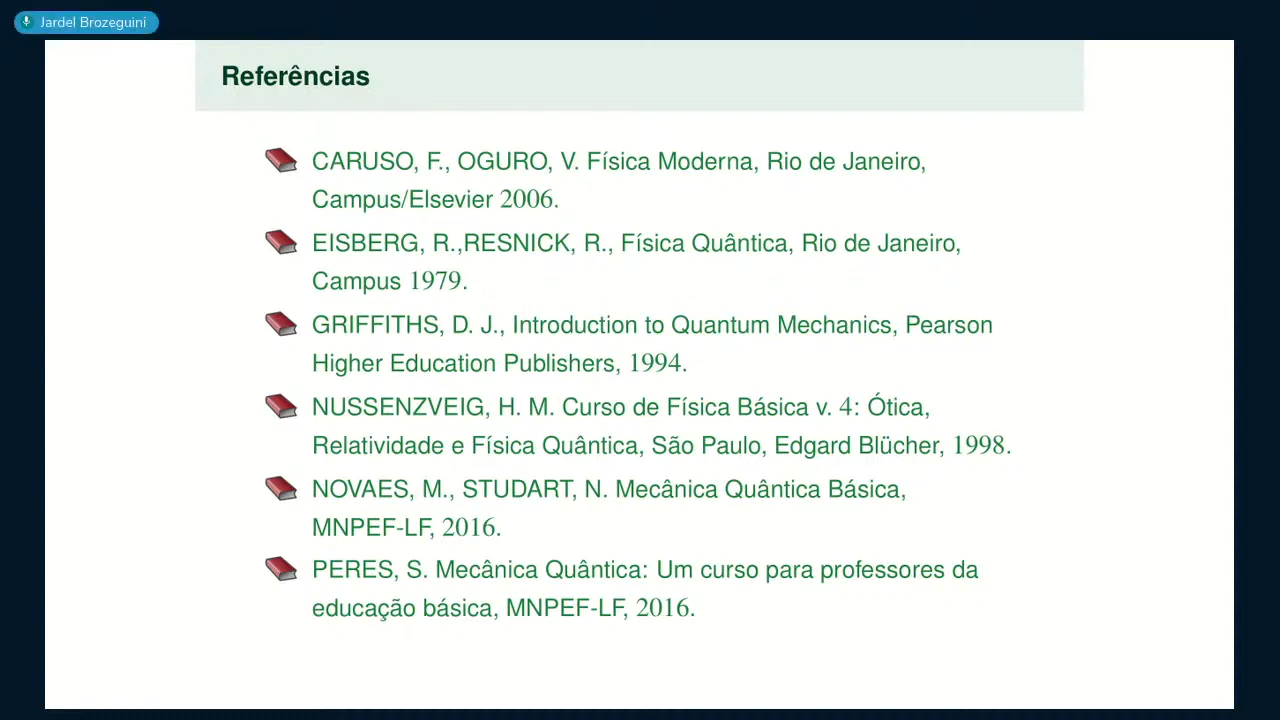 Jardel Brozeguini
Referências
CARUSO, F., OGURO, V. Física Moderna, Rio de Janeiro,
Campus/Elsevier 2006.
EISBERG, R.,RESNICK, R., Física Quântica, Rio de Janeiro,
Campus 1979.
GRIFFITHS, D. J., Introduction to Quantum Mechanics, Pearson
Higher Education Publishers, 1994.
NUSSENZVEIG, H. M. Curso de Física Básica v. 4: Ótica,
Relatividade e Física Quântica, São Paulo, Edgard Blücher, 1998.
NOVAES, M., STUDART, N. Mecânica Quântica Básica,
MNPEF-LF, 2016.
PERES, S. Mecânica Quântica: Um curso para professores da
educação básica, MNPEF-LF, 2016.